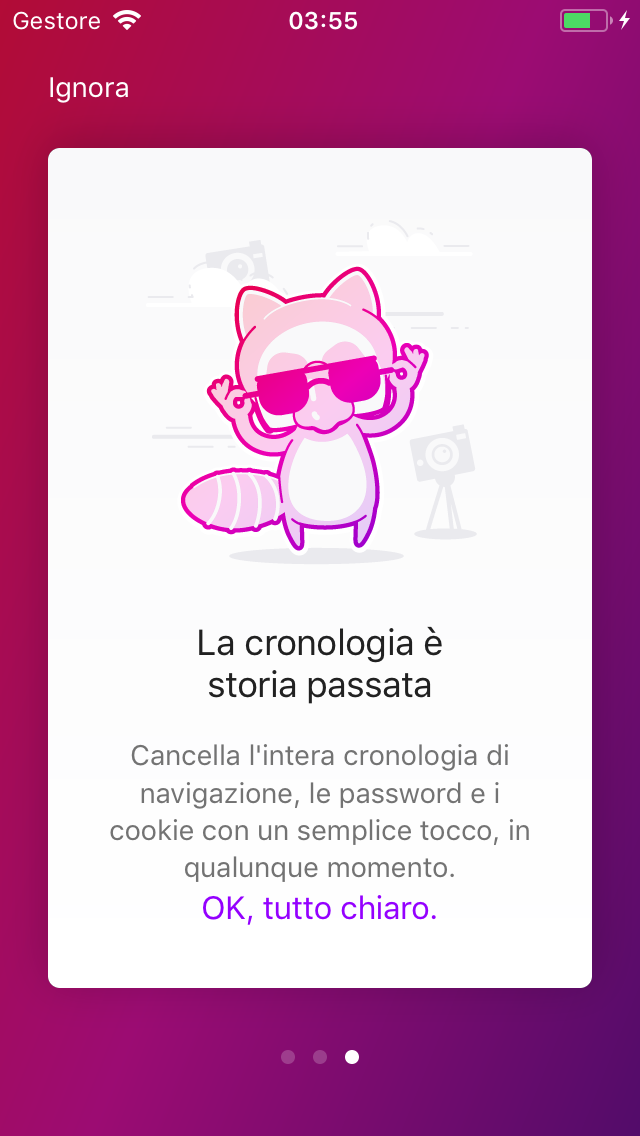 Gestore 03:55
Ignora
La cronologia è
storia passata
Cancella l'intera cronologia di
navigazione, le password e i
cookie con un semplice tocco, in
qualunque momento.
OK, tutto chiaro.